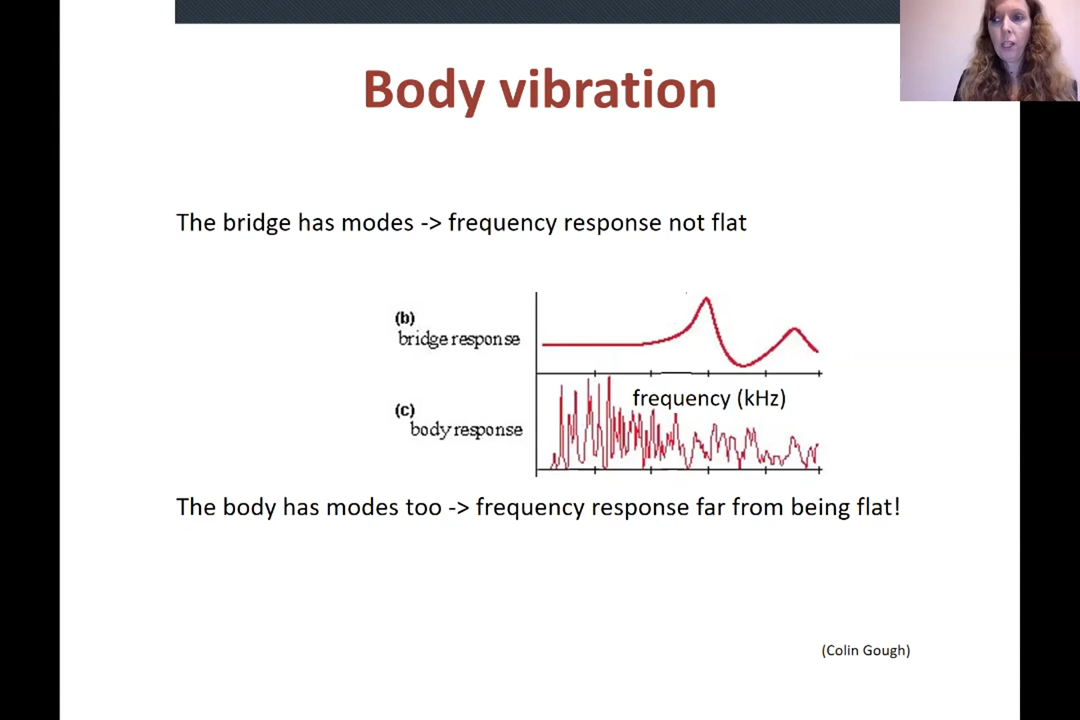 Body vibration
The bridge has modes -> frequency response not flat
(b)
bridge response
frequency (kHz)
(c)
body response
The body has modes too -> frequency response far from being flat!
(Colin Gough)